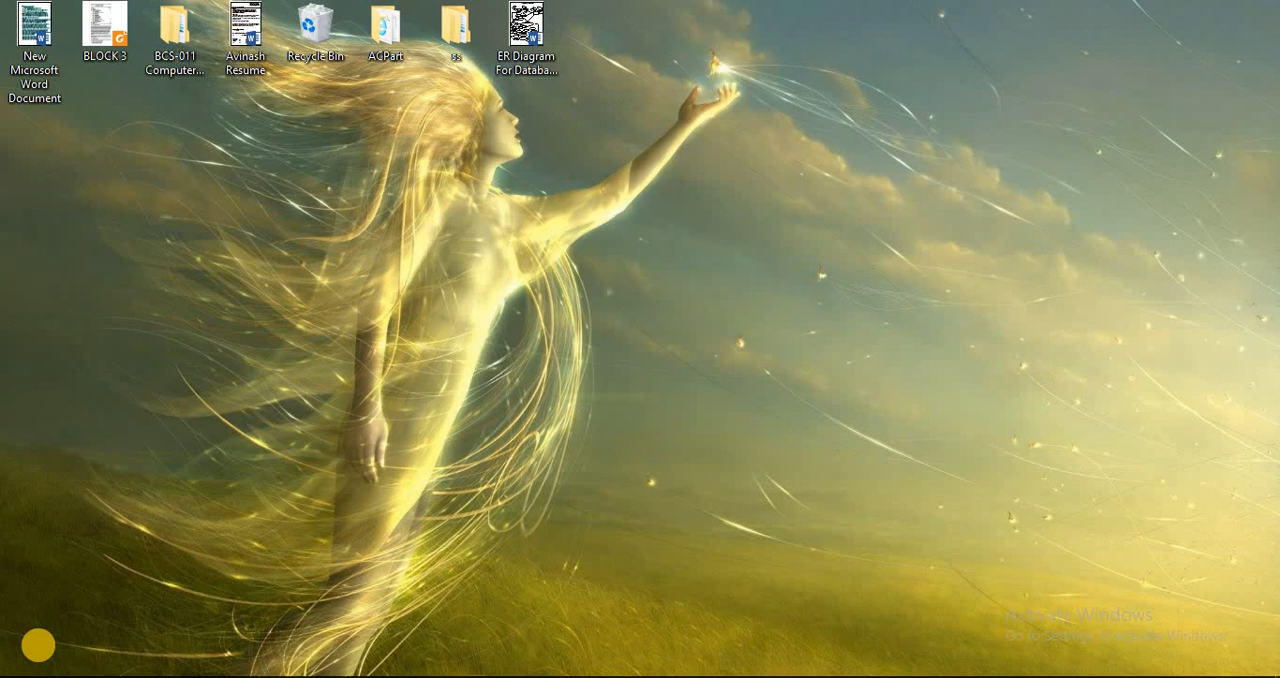 New
Microsoft
Word
Document
BLOCK 3
BCS-011
Computer...
Avinash
Resume
Recycle Bin
ACPart
ss
ER Diagram
For Databa...
Activate Windows
Go to Settings to activate Windows.